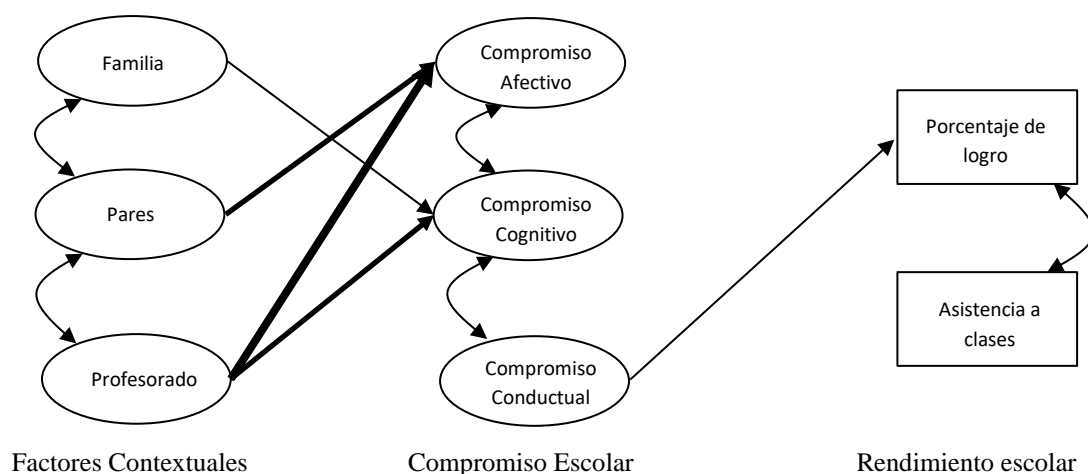 Familia
Pares
Profesorado
Compromiso
Afectivo
Compromiso
Cognitivo
Compromiso
Conductual
Porcentaje de
logro
Asistencia a
clases
Factores Contextuales
Compromiso Escolar
Rendimiento escolar